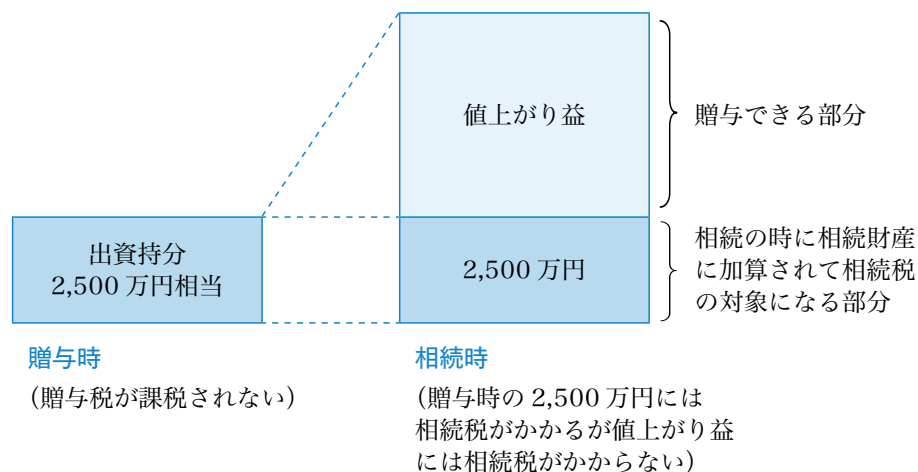 値上がり益
贈与できる部分
出資持分
2,500 万円相当
2,500 万円
相続の時に相続財産
に加算されて相続税
の対象になる部分
贈与時
（贈与税が課税されない）
相続時
（贈与時の 2,500 万円には
相続税がかかるが値上がり益
には相続税がかからない）